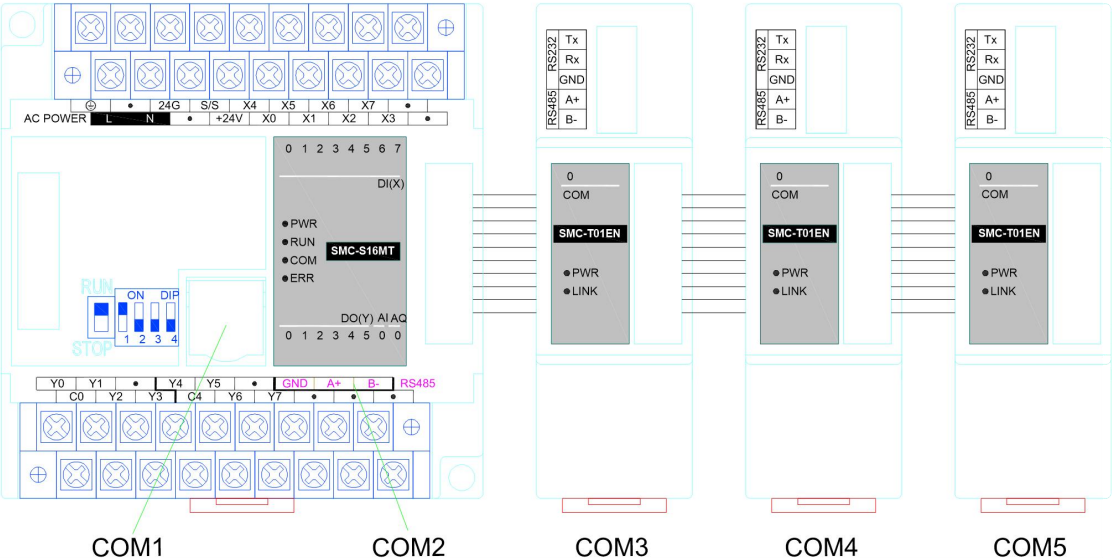 ⏚ • 24G S/S X4 X5 X6 X7 •
AC POWER L N • +24V X0 X1 X2 X3 •
0 1 2 3 4 5 6 7
DI(X)
PWR
RUN
COM
ERR
SMC-S16MT
DO(Y) AI AQ
0 1 2 3 4 5 0 0
RUN
STOP
ON DIP
1 2 3 4
Y0 Y1 • Y4 Y5 • GND A+ B- RS485
C0 Y2 Y3 C4 Y6 Y7 • • •
RS232
Tx
Rx
GND
RS485
A+
B-
0
COM
SMC-T01EN
PWR
LINK
RS232
Tx
Rx
GND
RS485
A+
B-
0
COM
SMC-T01EN
PWR
LINK
RS232
Tx
Rx
GND
RS485
A+
B-
0
COM
SMC-T01EN
PWR
LINK
COM1 COM2 COM3 COM4 COM5